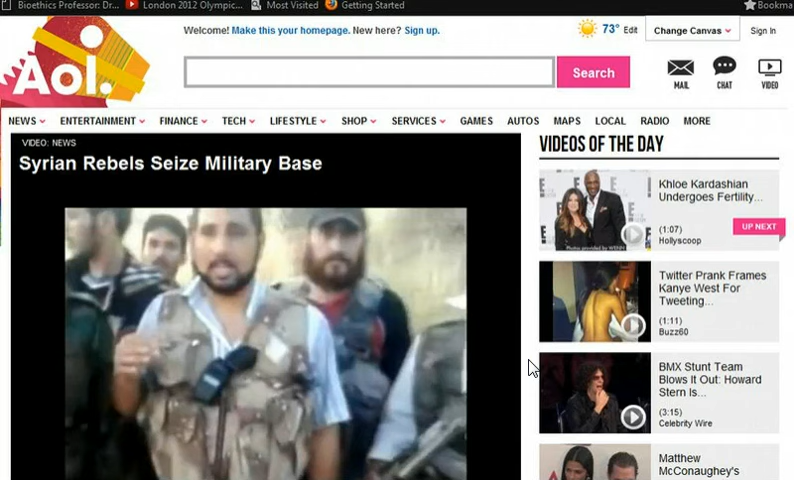 Bioethics Professor: Dr...
London 2012 Olympic...
Most Visited
Getting Started
Bookma
Aol.
Welcome! Make this your homepage. New here? Sign up.
73° Edit
Change Canvas
Sign In
Search
MAIL
CHAT
VIDEO
NEWS
ENTERTAINMENT
FINANCE
TECH
LIFESTYLE
SHOP
SERVICES
GAMES
AUTOS
MAPS
LOCAL
RADIO
MORE
VIDEO: NEWS
Syrian Rebels Seize Military Base
VIDEOS OF THE DAY
Khloe Kardashian
Undergoes Fertility...
(1:07)
Hollyscoop
UP NEXT
Photos provided by WENN
Twitter Prank Frames
Kanye West For
Tweeting...
(1:11)
Buzz60
BMX Stunt Team
Blows It Out: Howard
Stern Is...
(3:15)
Celebrity Wire
Matthew
McConaughey's